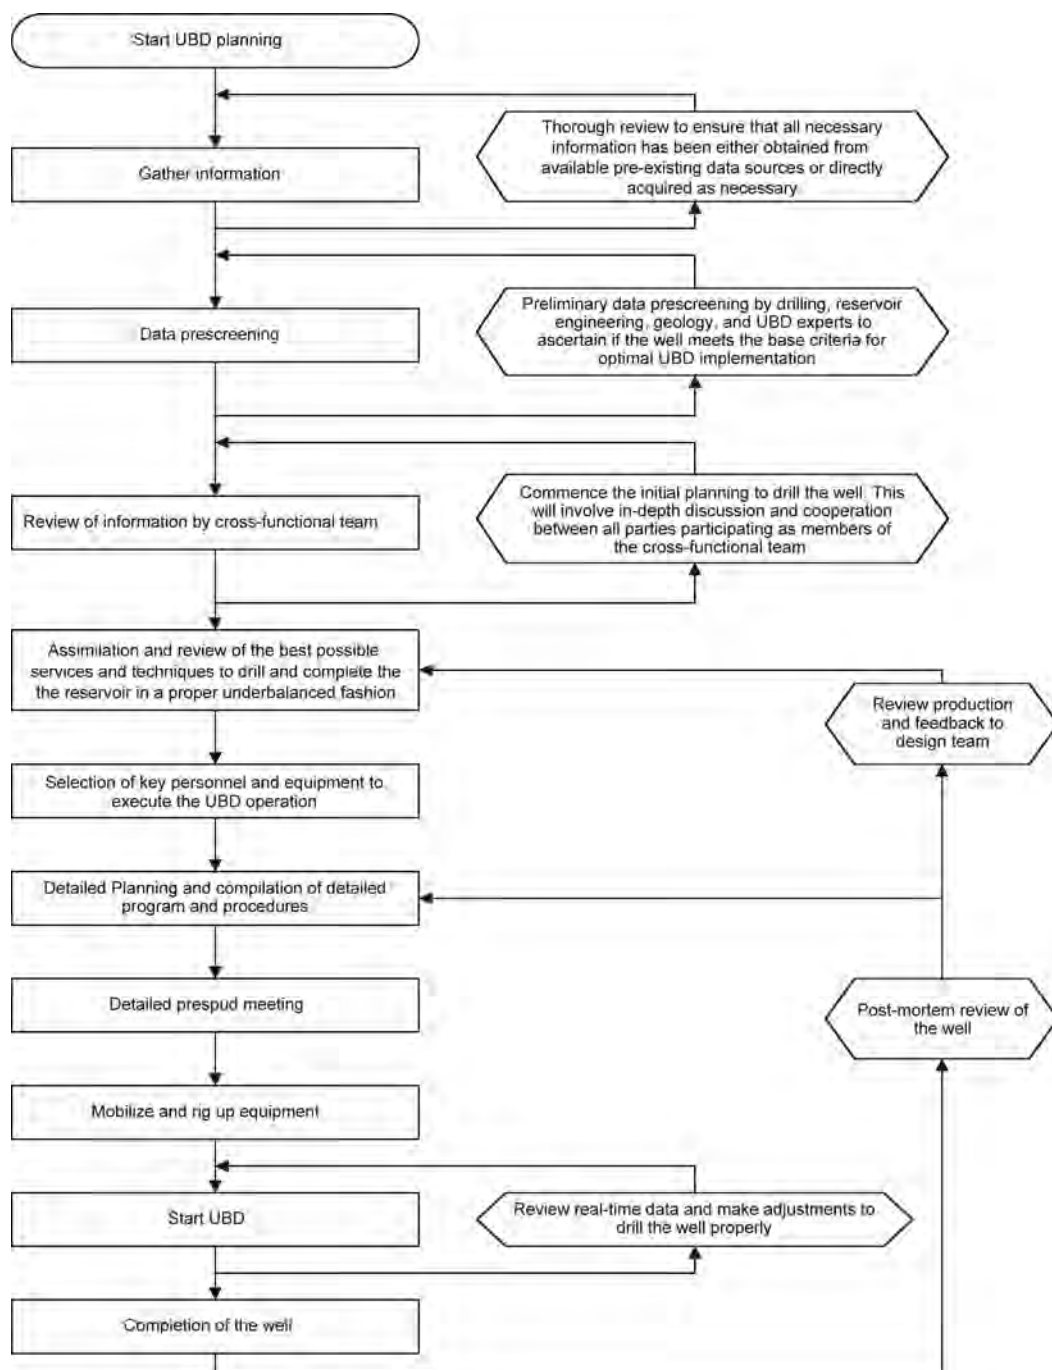 Start UBD planning
Thorough review to ensure that all necessary
information has been either obtained from
available pre-existing data sources or directly
acquired as necessary
Gather information
Preliminary data prescreening by drilling, reservoir
engineering, geology, and UBD experts to
ascertain if the well meets the base criteria for
optimal UBD implementation
Data prescreening
Commence the initial planning to drill the well. This
will involve in-depth discussion and cooperation
between all parties participating as members of
the cross-functional team
Review of information by cross-functional team
Assimilation and review of the best possible
services and techniques to drill and complete the
the reservoir in a proper underbalanced fashion
Review production
and feedback to
design team
Selection of key personnel and equipment to
execute the UBD operation
Detailed Planning and compilation of detailed
program and procedures
Detailed prespud meeting
Post-mortem review of
the well
Mobilize and rig up equipment
Start UBD
Review real-time data and make adjustments to
drill the well properly
Completion of the well